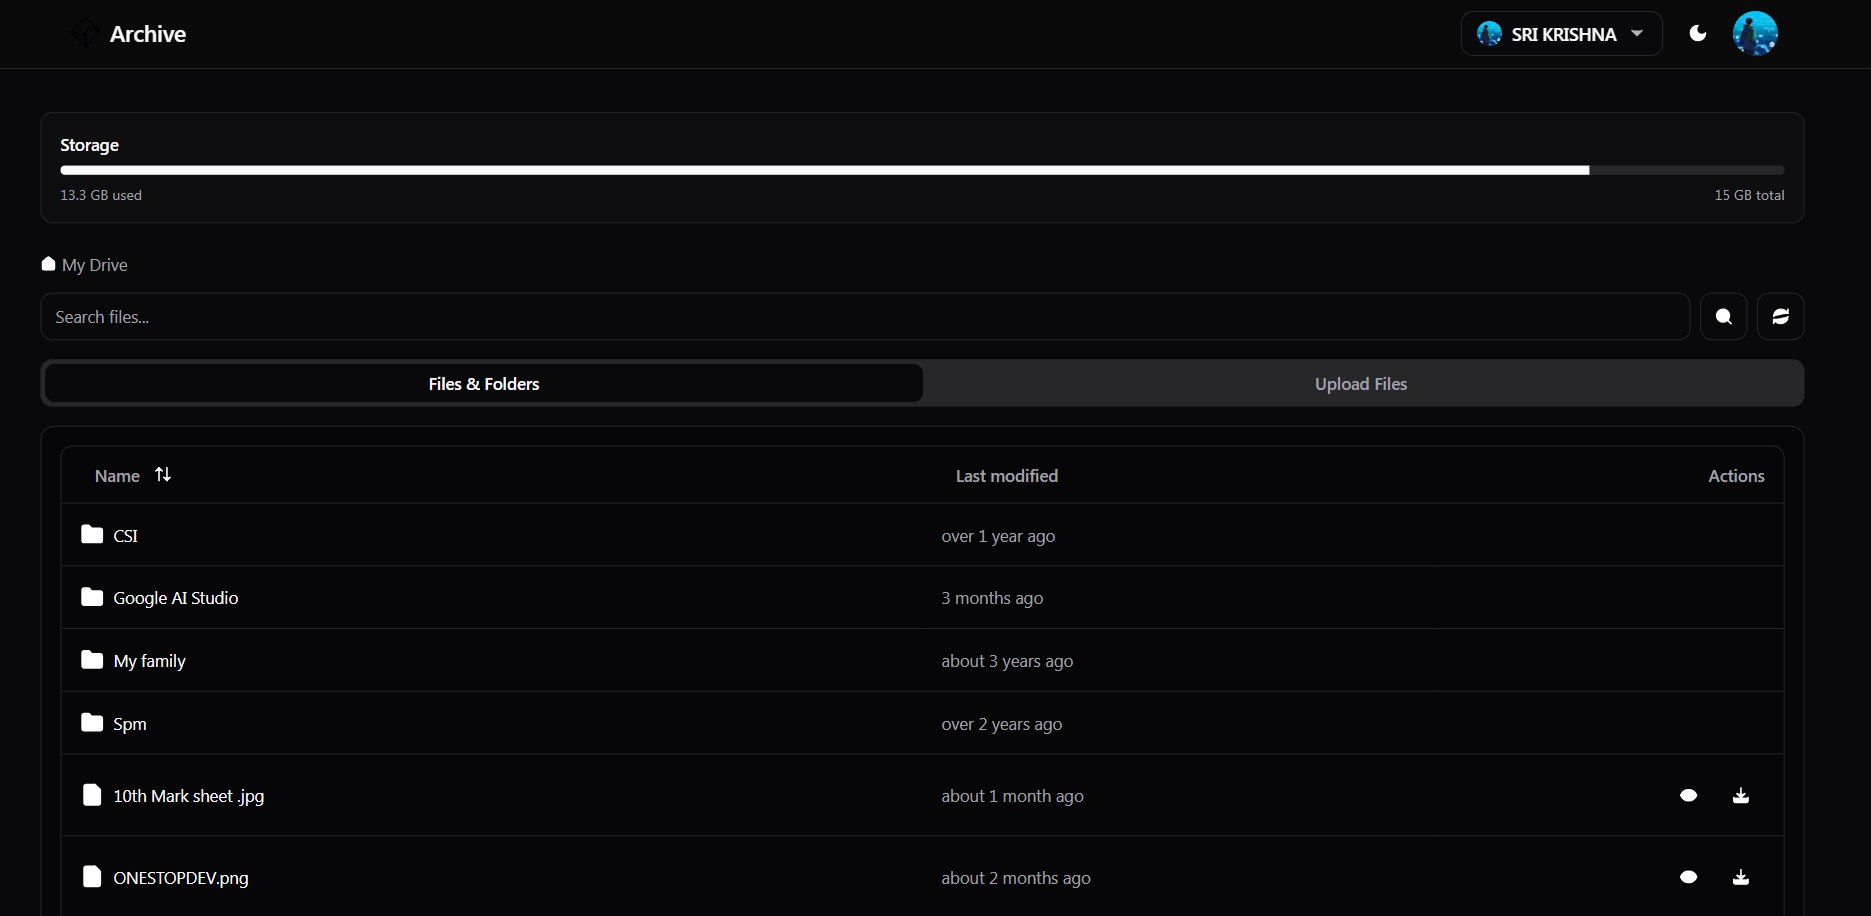 Archive
SRI KRISHNA
Storage
13.3 GB used
15 GB total
My Drive
Search files...
Files & Folders
Upload Files
Name
Last modified
Actions
CSI
over 1 year ago
Google AI Studio
3 months ago
My family
about 3 years ago
Spm
over 2 years ago
10th Mark sheet .jpg
about 1 month ago
ONESTOPDEV.png
about 2 months ago